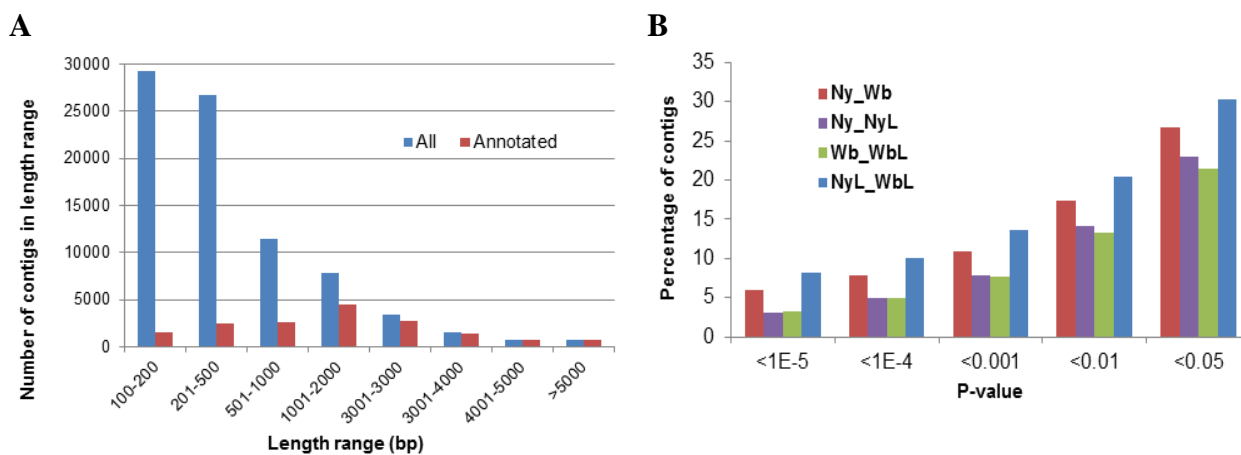 A
Number of contigs in length range
30000
25000
20000
15000
10000
5000
0
All
Annotated
100-200
201-500
501-1000
1001-2000
3001-3000
3001-4000
4001-5000
>5000
Length range (bp)
B
Percentage of contigs
35
30
25
20
15
10
5
0
Ny_Wb
Ny_NyL
Wb_WbL
NyL_WbL
<1E-5
<1E-4
<0.001
<0.01
<0.05
P-value